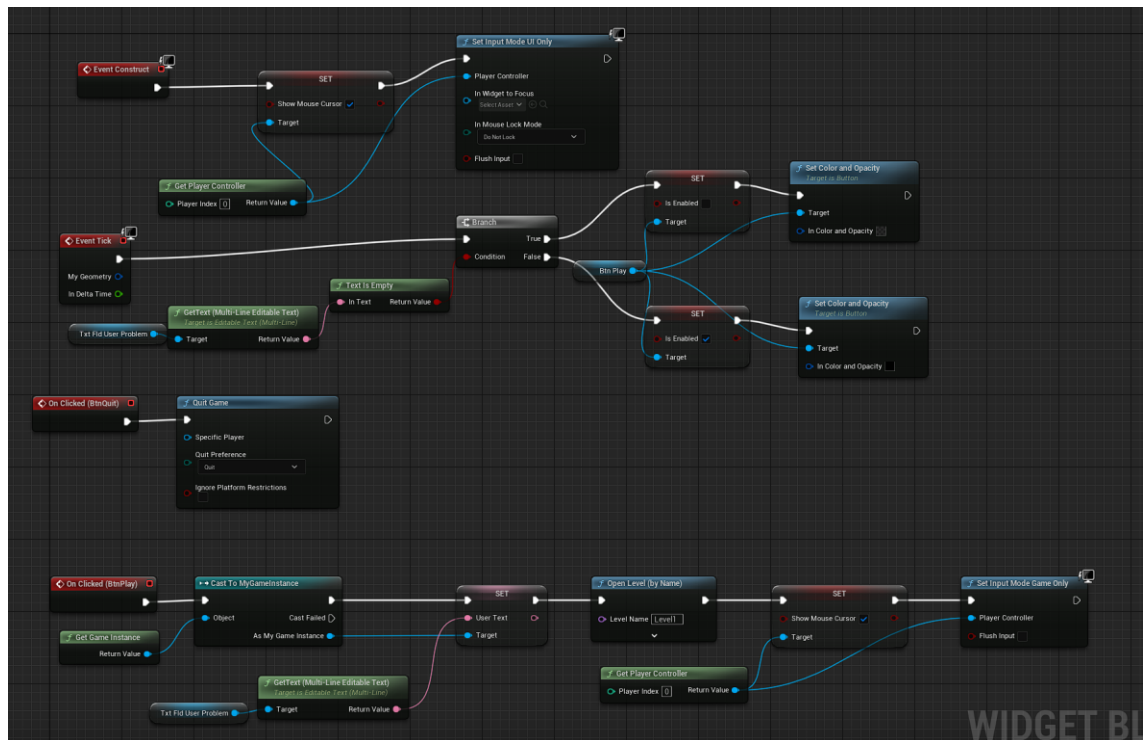 Event Construct
SET
Show Mouse Cursor
Target
f Set Input Mode UI Only
Player Controller
In Widget to Focus
Select Asset
In Mouse Lock Mode
Do Not Lock
Flush Input
f Get Player Controller
Player Index 0 Return Value
Event Tick
My Geometry
In Delta Time
Branch
True
Condition False
f Text Is Empty
In Text Return Value
f GetText (Multi-Line Editable Text)
Target is Editable Text (Multi-Line)
Target Return Value
Txt Fld User Problem
SET
Is Enabled
Target
f Set Color and Opacity
Target is Button
Target
In Color and Opacity
Btn Play
SET
Is Enabled
Target
f Set Color and Opacity
Target is Button
Target
In Color and Opacity
On Clicked (BtnQuit)
f Quit Game
Specific Player
Quit Preference
Quit
Ignore Platform Restrictions
On Clicked (BtnPlay)
Cast To MyGameInstance
Object Cast Failed
As My Game Instance
f Get Game Instance
Return Value
SET
User Text
Target
f GetText (Multi-Line Editable Text)
Target is Editable Text (Multi-Line)
Target Return Value
Txt Fld User Problem
f Open Level (by Name)
Level Name Level1
SET
Show Mouse Cursor
Target
f Get Player Controller
Player Index 0 Return Value
f Set Input Mode Game Only
Player Controller
Flush Input
WIDGET BL